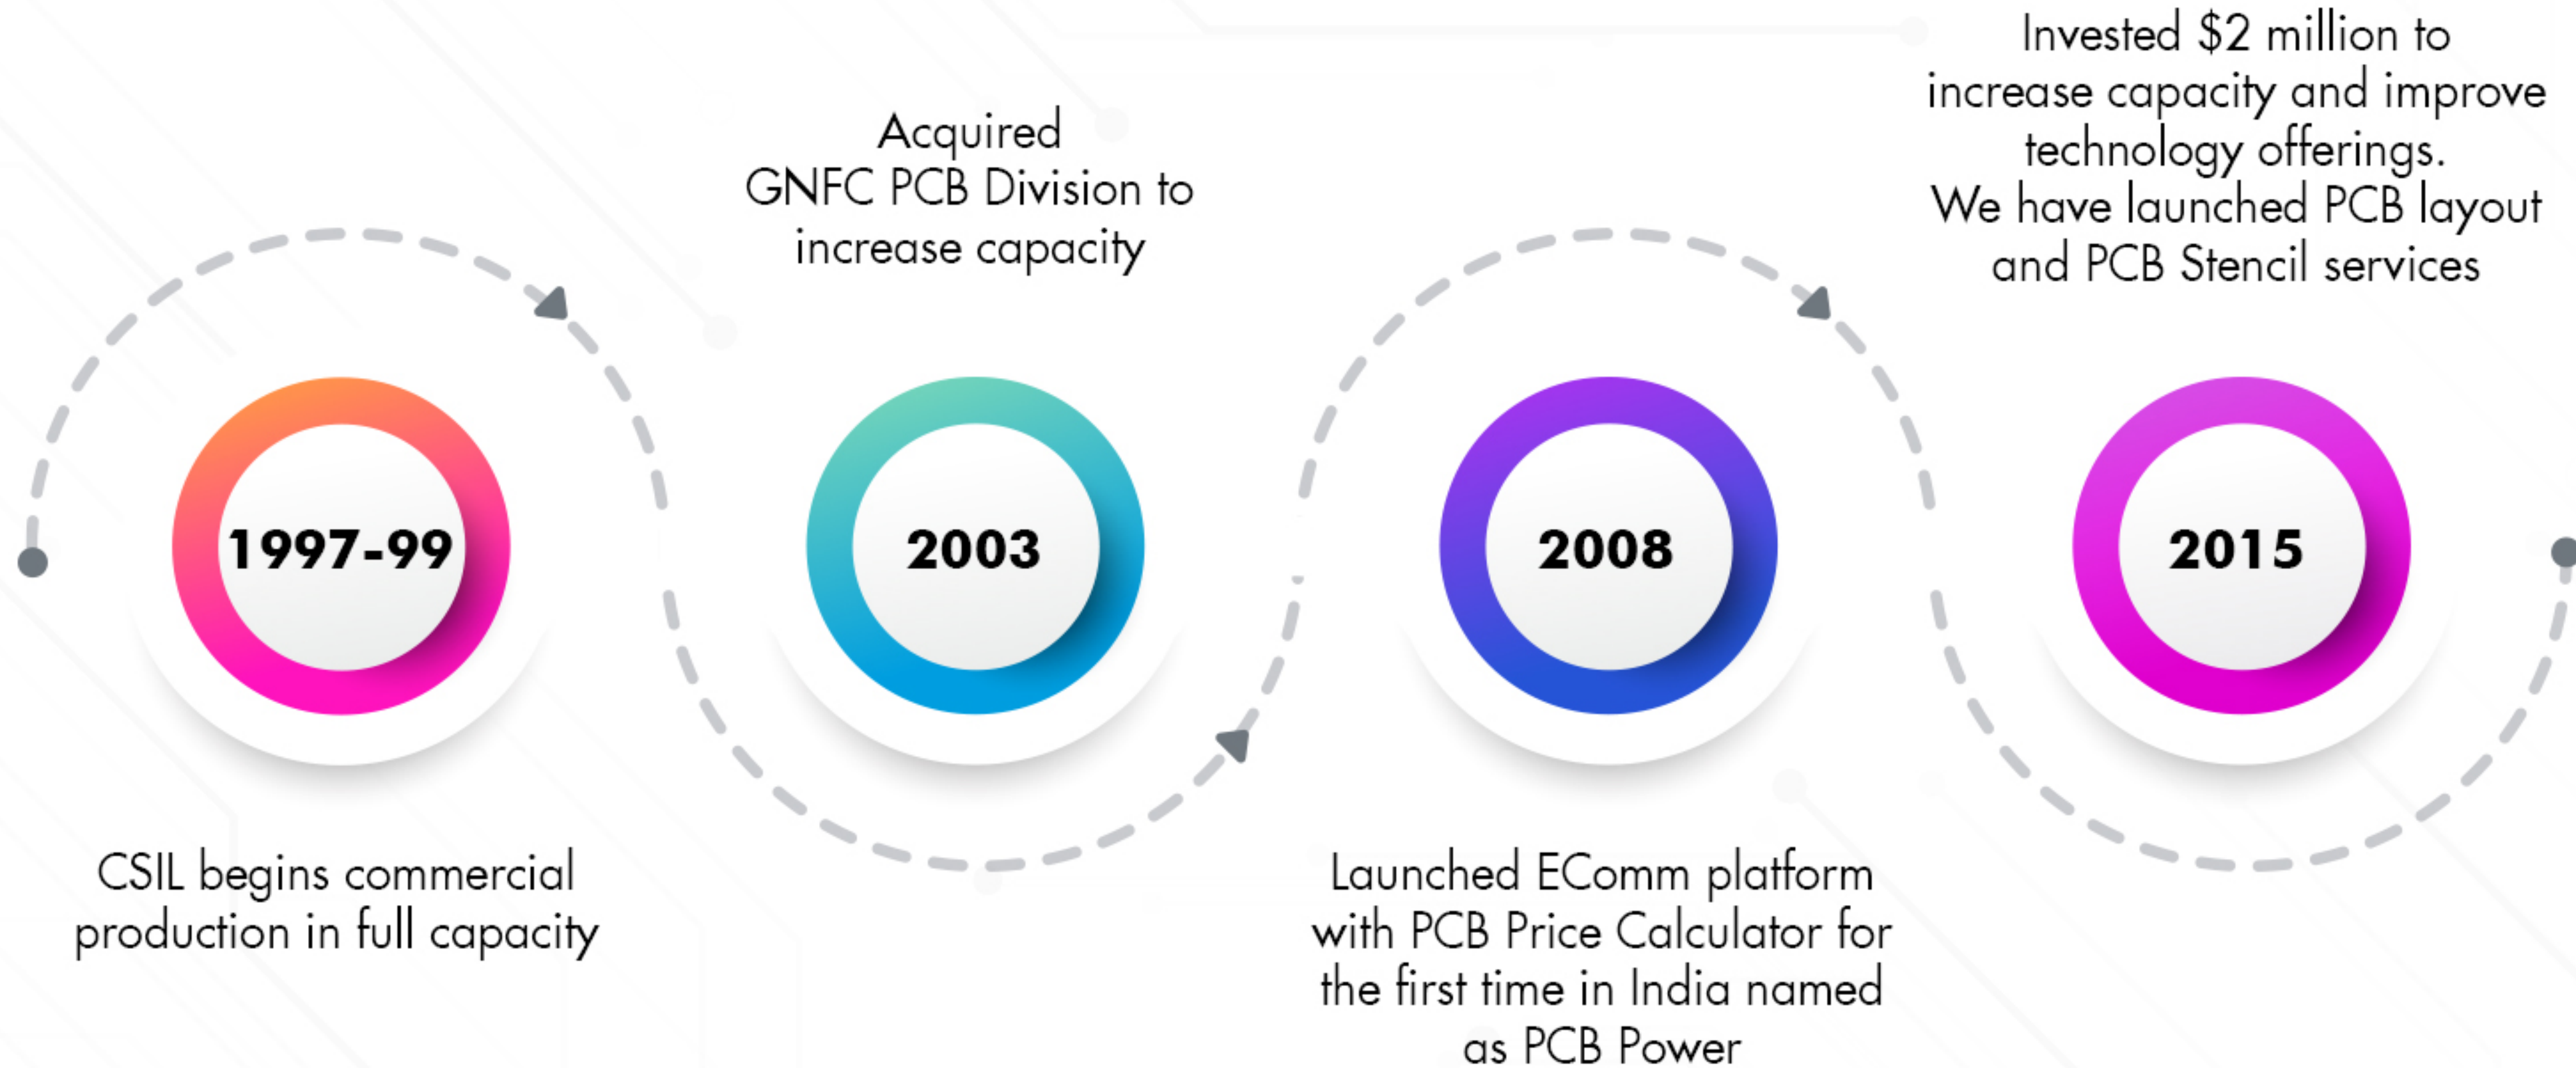 1997-99
CSIL begins commercial
production in full capacity
Acquired
GNFC PCB Division to
increase capacity
2003
2008
Launched EComm platform
with PCB Price Calculator for
the first time in India named
as PCB Power
Invested $2 million to
increase capacity and improve
technology offerings.
We have launched PCB layout
and PCB Stencil services
2015